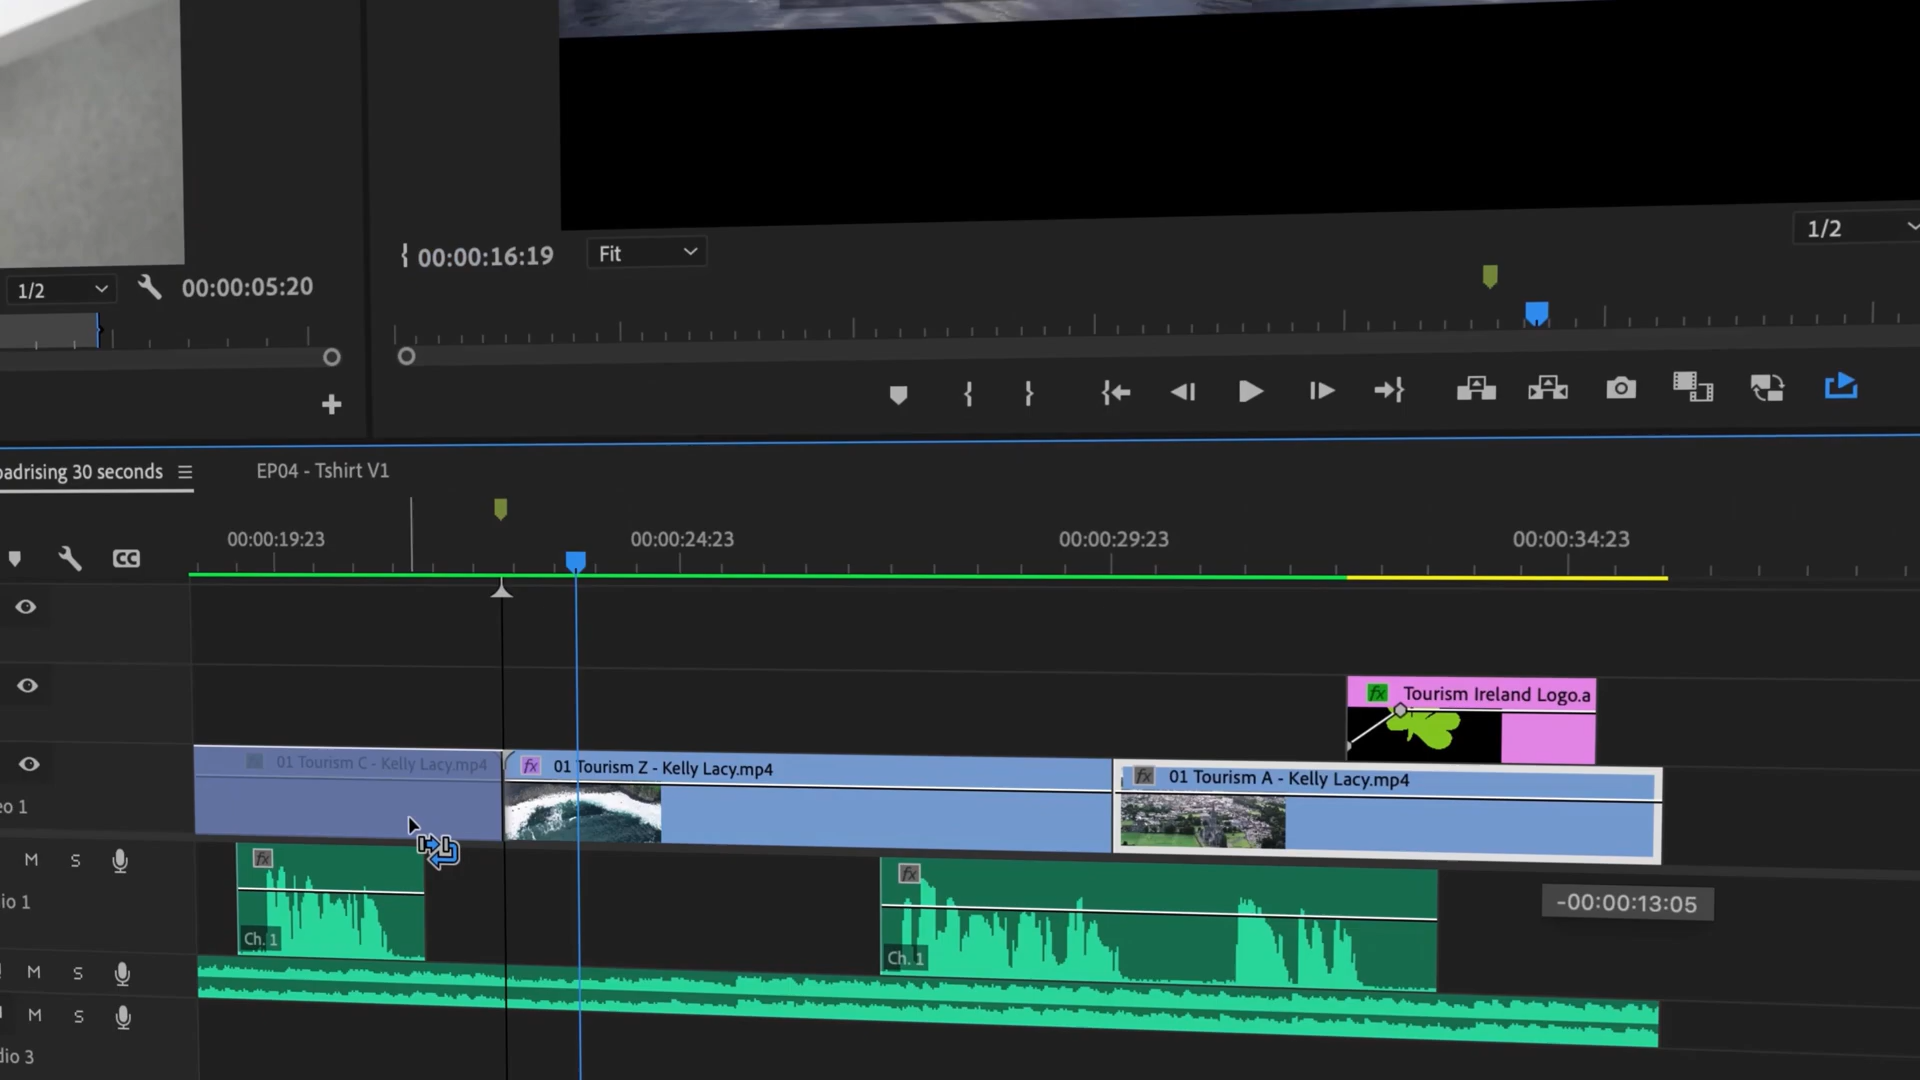 1/2
00:00:05:20
00:00:16:19
Fit
1/2
oadrising 30 seconds
EP04 - Tshirt V1
00:00:19:23
00:00:24:23
00:00:29:23
00:00:34:23
CC
fx
Tourism Ireland Logo.a
01 Tourism C - Kelly Lacy.mp4
fx
01 Tourism Z - Kelly Lacy.mp4
fx
01 Tourism A - Kelly Lacy.mp4
eo 1
M
S
fx
fx
io 1
-00:00:13:05
Ch. 1
Ch. 1
M
S
M
S
dio 3